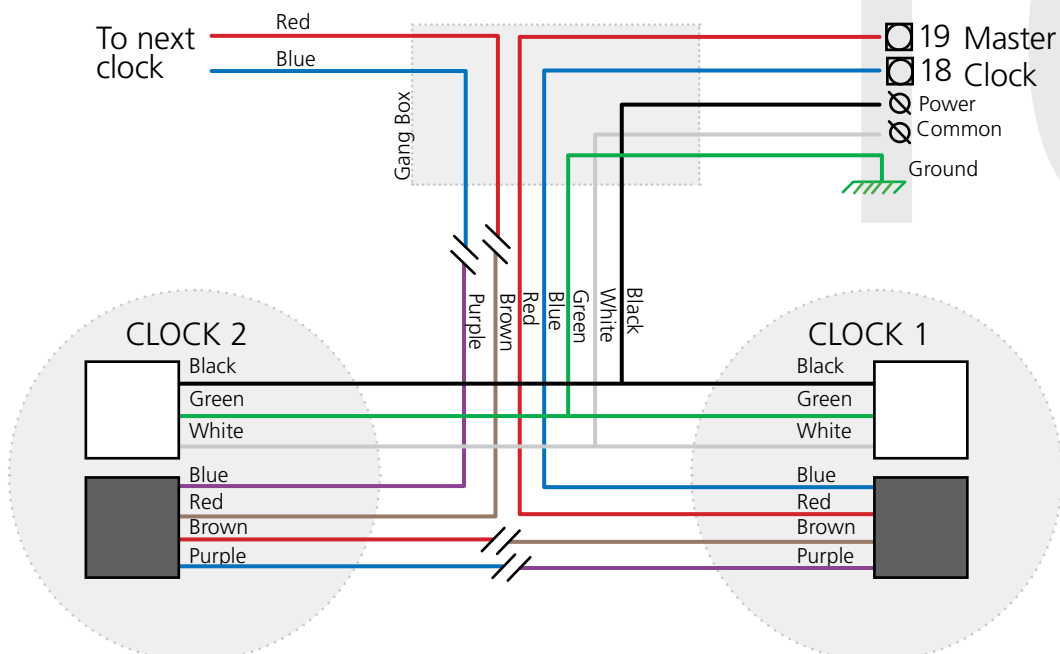 To next
clock
Red
Blue
Gang Box
19 Master
18 Clock
Power
Common
Ground
Purple
Brown
Red
Blue
Green
White
Black
CLOCK 2
Black
Green
White
Blue
Red
Brown
Purple
CLOCK 1
Black
Green
White
Blue
Red
Brown
Purple